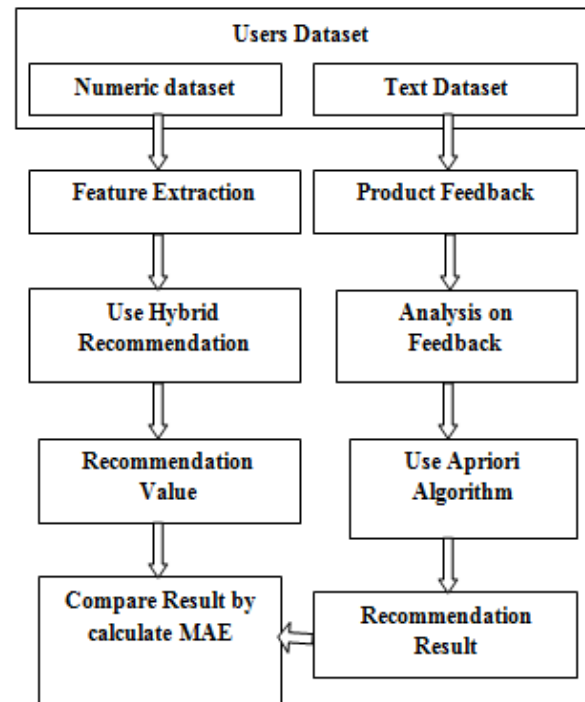 Users Dataset
Numeric dataset
Text Dataset
Feature Extraction
Product Feedback
Use Hybrid
Recommendation
Analysis on
Feedback
Recommendation
Value
Use Apriori
Algorithm
Compare Result by
calculate MAE
Recommendation
Result